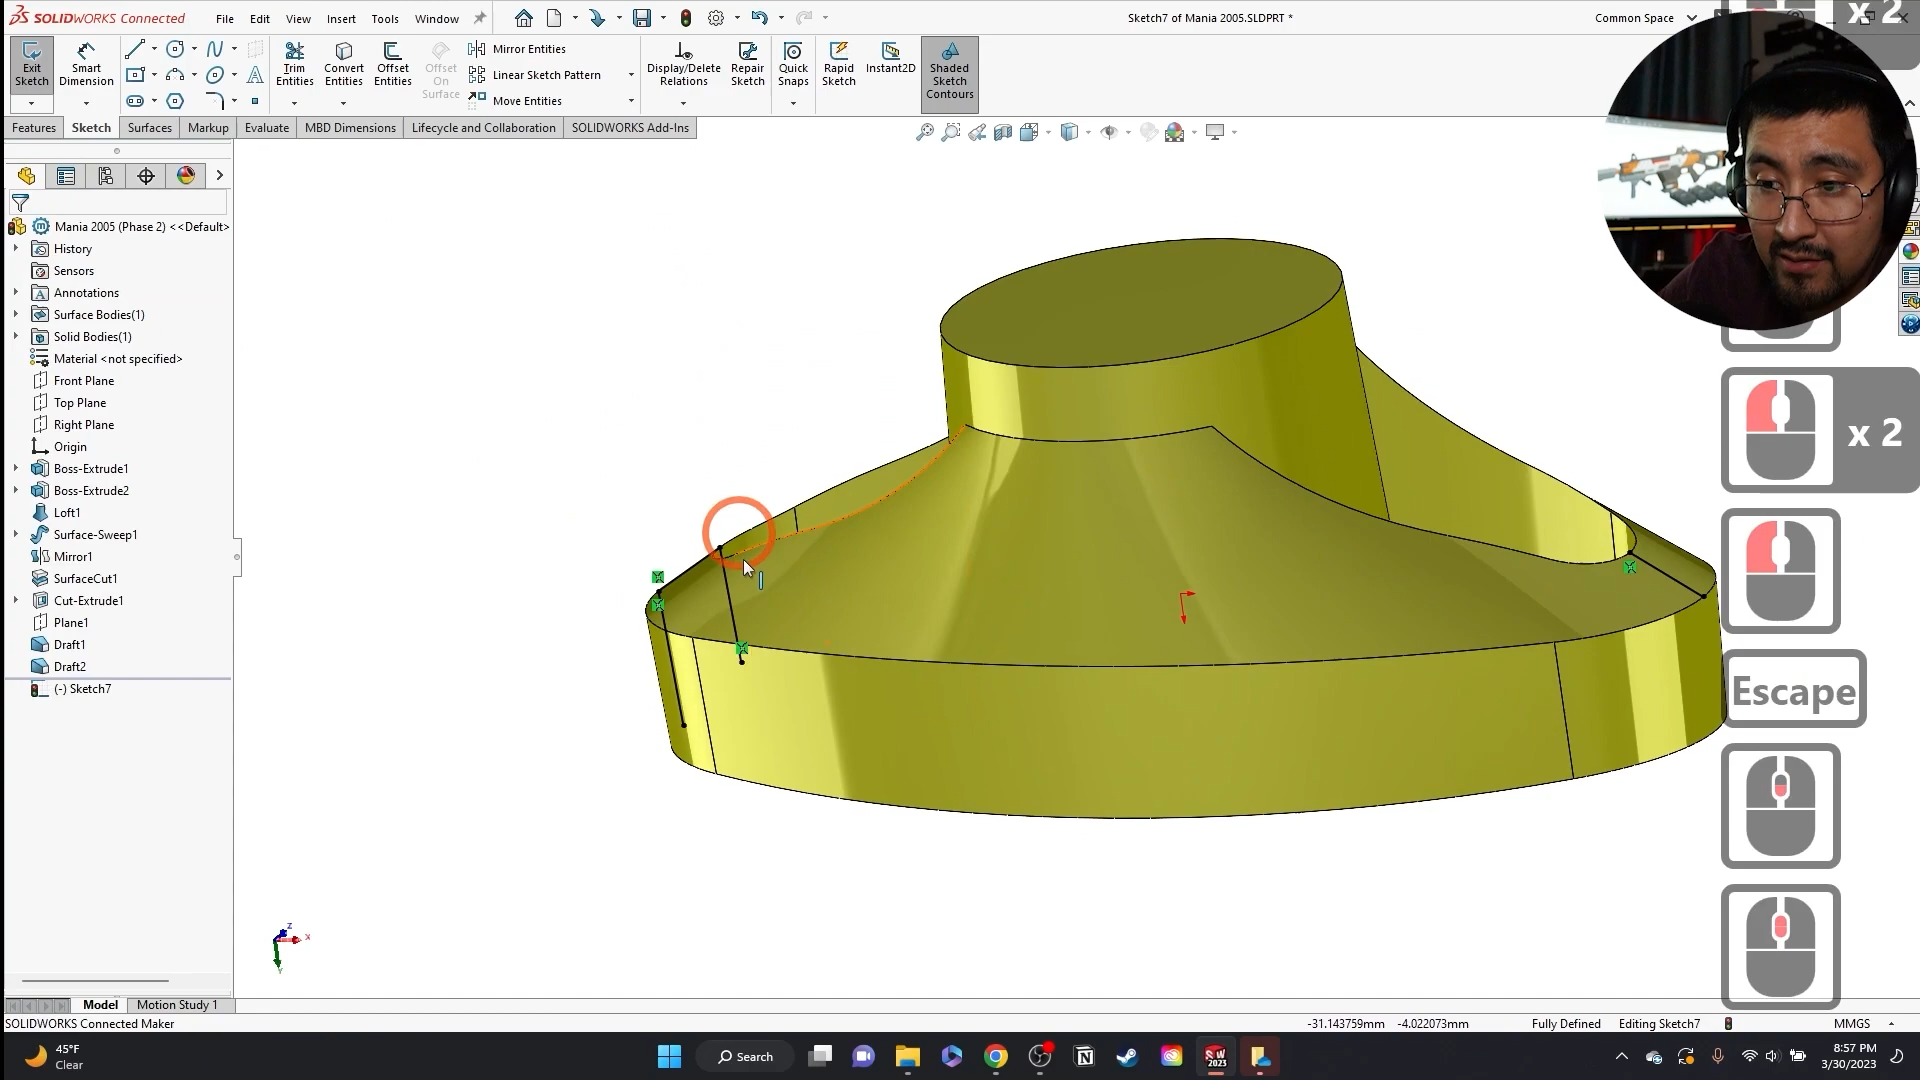 SOLIDWORKS Connected
File Edit View Insert Tools Window
Sketch7 of Mania 2005.SLDPRT *
Common Space
x 2
Exit Sketch
Smart Dimension
Trim Entities
Convert Entities
Offset Entities
Offset On Surface
Mirror Entities
Linear Sketch Pattern
Move Entities
Display/Delete Relations
Repair Sketch
Quick Snaps
Rapid Sketch
Instant2D
Shaded Sketch Contours
Features Sketch Surfaces Markup Evaluate MBD Dimensions Lifecycle and Collaboration SOLIDWORKS Add-Ins
Mania 2005 (Phase 2) <<Default>
History
Sensors
Annotations
Surface Bodies(1)
Solid Bodies(1)
Material <not specified>
Front Plane
Top Plane
Right Plane
Origin
Boss-Extrude1
Boss-Extrude2
Loft1
Surface-Sweep1
Mirror1
SurfaceCut1
Cut-Extrude1
Plane1
Draft1
Draft2
(-) Sketch7
x 2
Escape
Z
X
Y
Model Motion Study 1
SOLIDWORKS Connected Maker
-31.143759mm -4.022073mm Fully Defined Editing Sketch7 MMGS
45°F
Clear
Search
SW
2023
8:57 PM
3/30/2023